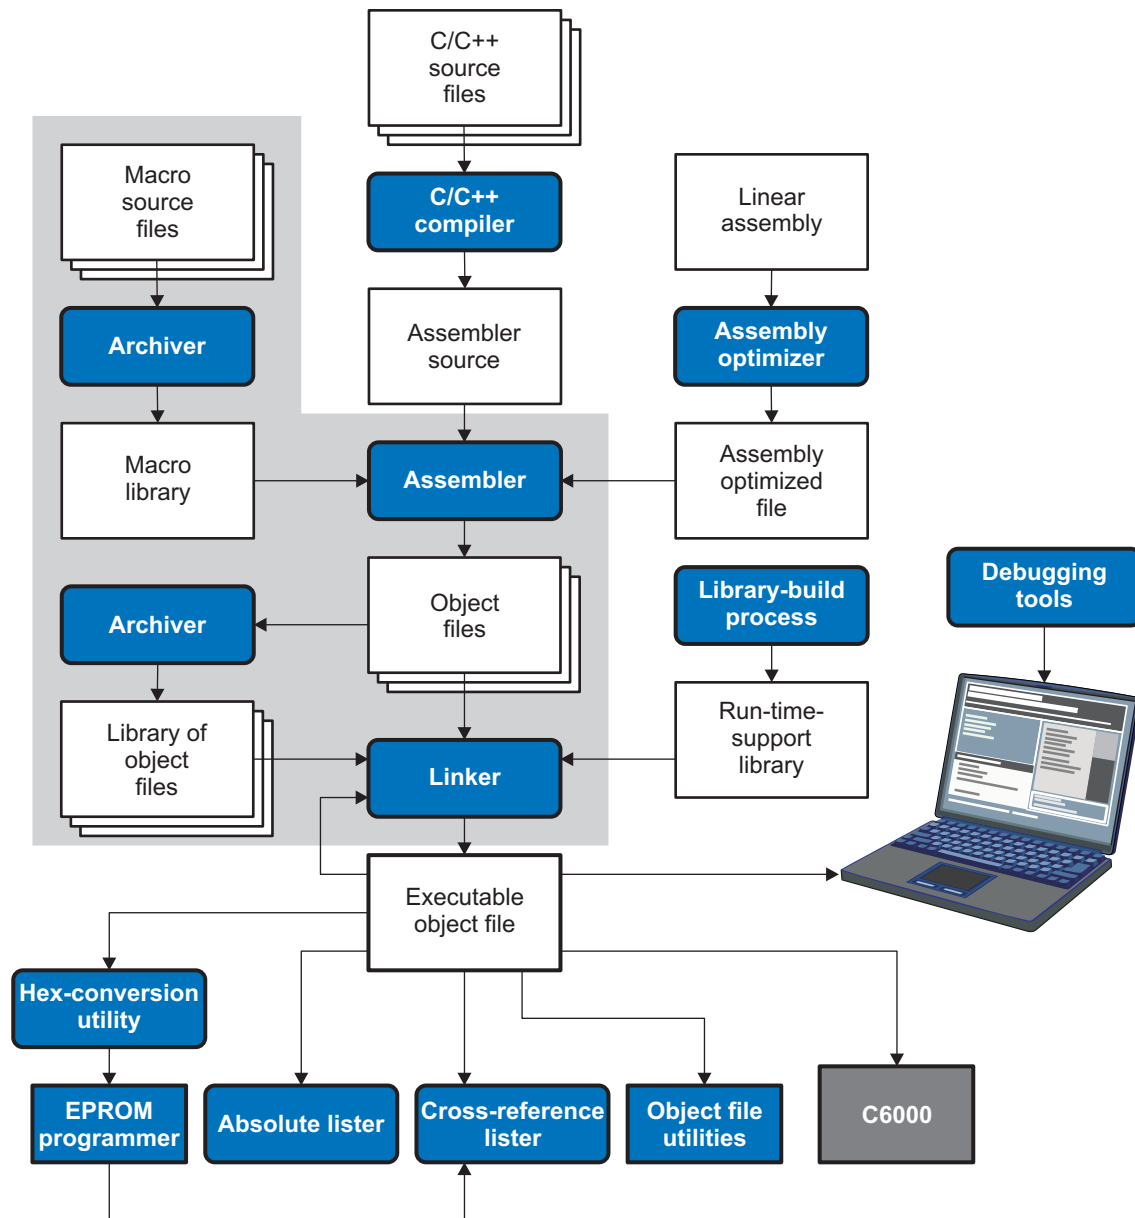 C/C++
source
files
Macro
source
files
C/C++
compiler
Linear
assembly
Archiver
Assembler
source
Assembly
optimizer
Macro
library
Assembler
Assembly
optimized
file
Archiver
Object
files
Library-build
process
Debugging
tools
Library of
object
files
Linker
Run-time-
support
library
Executable
object file
Hex-conversion
utility
EPROM
programmer
Absolute lister
Cross-reference
lister
Object file
utilities
C6000